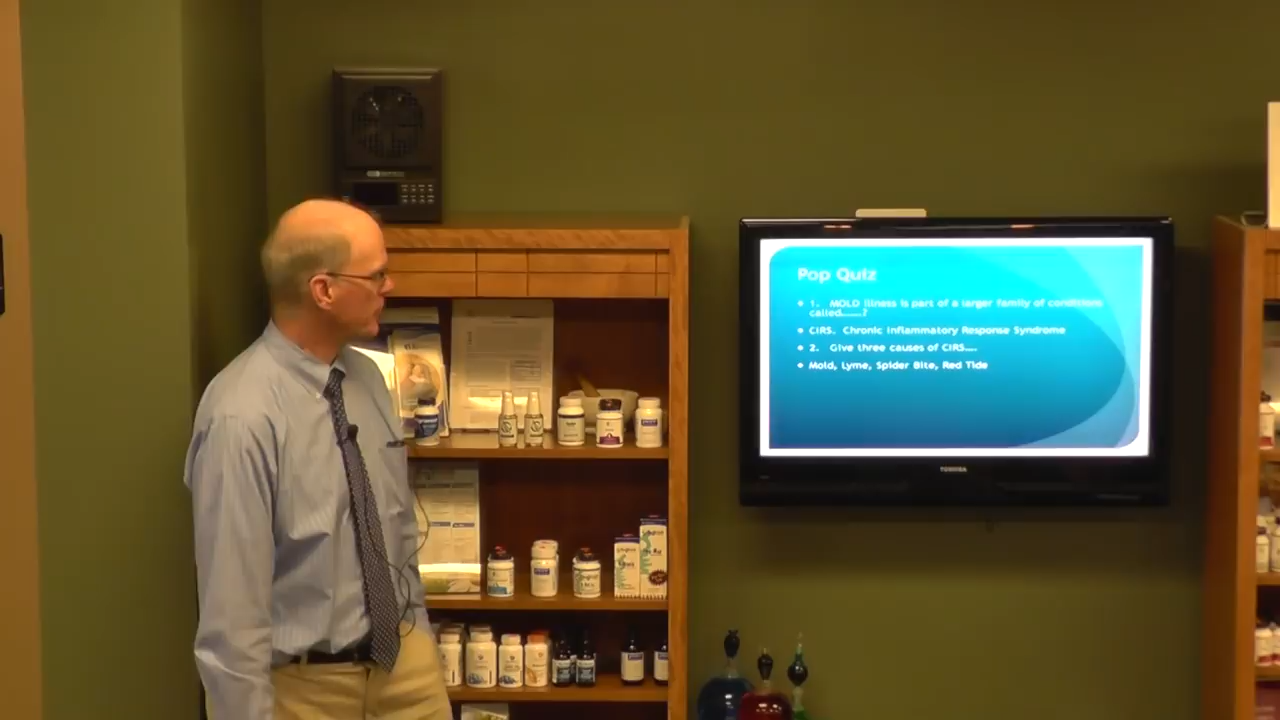 Pop Quiz
1. MOLD illness is part of a larger family of conditions
called.......?
CIRS. Chronic Inflammatory Response Syndrome
2. Give three causes of CIRS....
Mold, Lyme, Spider Bite, Red Tide
TOSHIBA